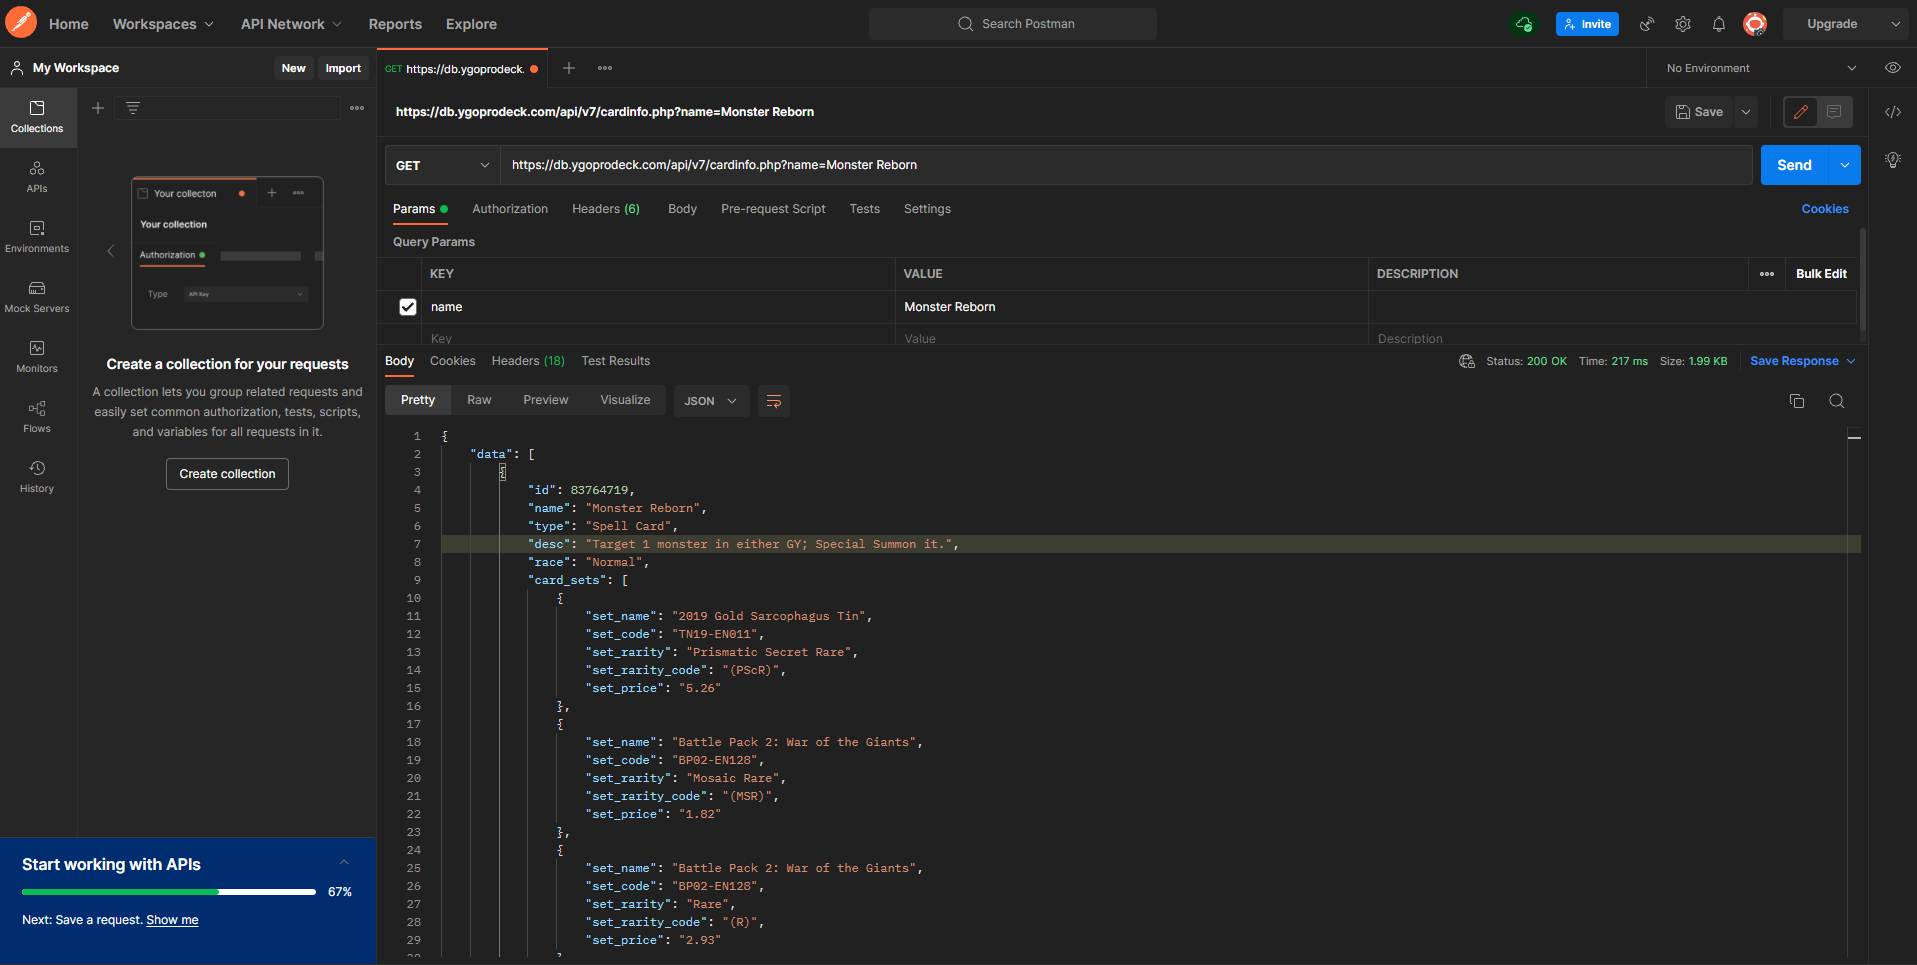 Home Workspaces API Network Reports Explore Search Postman Invite Upgrade
My Workspace New Import
GET https://db.ygoprodeck. No Environment
Collections
APIs
Environments
Mock Servers
Monitors
Flows
History
Your collecton
Your collection
Authorization
Type API Key
Create a collection for your requests
A collection lets you group related requests and
easily set common authorization, tests, scripts,
and variables for all requests in it.
Create collection
Start working with APIs
67%
Next: Save a request. Show me
https://db.ygoprodeck.com/api/v7/cardinfo.php?name=Monster Reborn Save
GET https://db.ygoprodeck.com/api/v7/cardinfo.php?name=Monster Reborn Send
Params Authorization Headers (6) Body Pre-request Script Tests Settings Cookies
Query Params
KEY VALUE DESCRIPTION Bulk Edit
name Monster Reborn
Key Value Description
Body Cookies Headers (18) Test Results Status: 200 OK Time: 217 ms Size: 1.99 KB Save Response
Pretty Raw Preview Visualize JSON
1 {
2 "data": [
3 {
4 "id": 83764719,
5 "name": "Monster Reborn",
6 "type": "Spell Card",
7 "desc": "Target 1 monster in either GY; Special Summon it.",
8 "race": "Normal",
9 "card_sets": [
10 {
11 "set_name": "2019 Gold Sarcophagus Tin",
12 "set_code": "TN19-EN011",
13 "set_rarity": "Prismatic Secret Rare",
14 "set_rarity_code": "(PScR)",
15 "set_price": "5.26"
16 },
17 {
18 "set_name": "Battle Pack 2: War of the Giants",
19 "set_code": "BP02-EN128",
20 "set_rarity": "Mosaic Rare",
21 "set_rarity_code": "(MSR)",
22 "set_price": "1.82"
23 },
24 {
25 "set_name": "Battle Pack 2: War of the Giants",
26 "set_code": "BP02-EN128",
27 "set_rarity": "Rare",
28 "set_rarity_code": "(R)",
29 "set_price": "2.93"